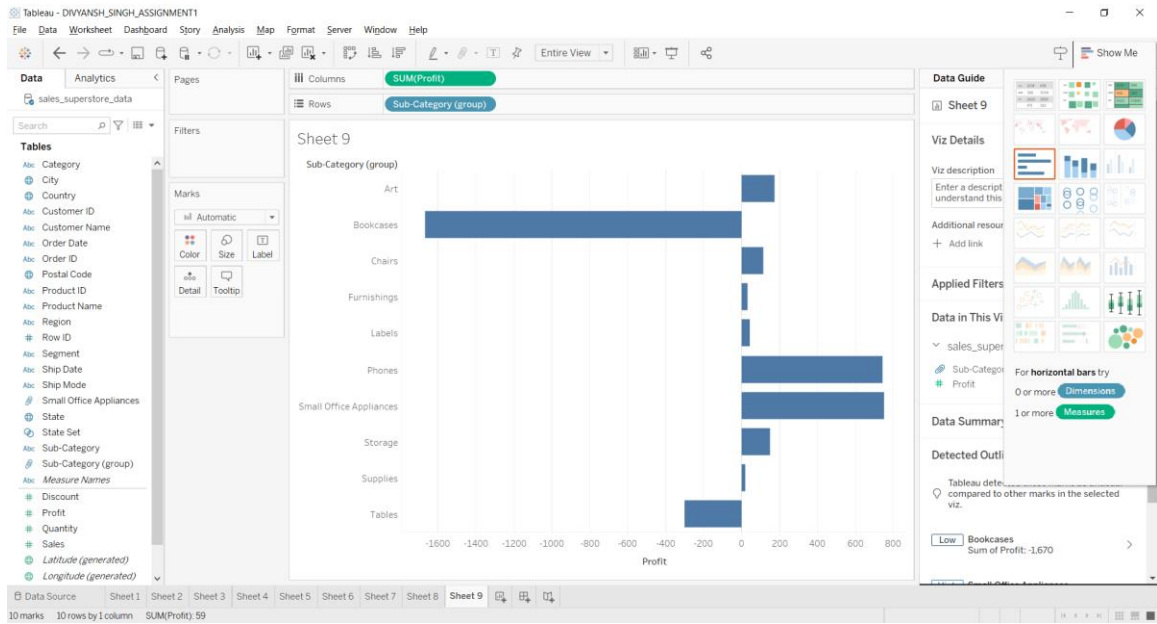 Tableau - DIVYANSH_SINGH_ASSIGNMENT1
File Data Worksheet Dashboard Story Analysis Map Format Server Window Help
Entire View
Show Me
Data Analytics
sales_superstore_data
Search
Tables
Abc Category
City
Country
Abc Customer ID
Abc Customer Name
Abc Order Date
Abc Order ID
Postal Code
Abc Product ID
Abc Product Name
Abc Region
# Row ID
Abc Segment
Abc Ship Date
Abc Ship Mode
Small Office Appliances
State
State Set
Abc Sub-Category
Sub-Category (group)
Abc Measure Names
# Discount
# Profit
# Quantity
# Sales
Latitude (generated)
Longitude (generated)
Pages
Filters
Marks
Automatic
Color Size Label
Detail Tooltip
Columns SUM(Profit)
Rows Sub-Category (group)
Sheet 9
Sub-Category (group)
Art
Bookcases
Chairs
Furnishings
Labels
Phones
Small Office Appliances
Storage
Supplies
Tables
-1600 -1400 -1200 -1000 -800 -600 -400 -200 0 200 400 600 800
Profit
Data Guide
Sheet 9
Viz Details
Viz description
Enter a descript
understand this
Additional resour
+ Add link
Applied Filters
Data in This Vi
sales_super
Sub-Categor
# Profit
Data Summary
Detected Outli
compared to other marks in the selected
viz.
Low Bookcases
Sum of Profit: -1,670
For horizontal bars try
0 or more Dimensions
1 or more Measures
Data Source Sheet 1 Sheet 2 Sheet 3 Sheet 4 Sheet 5 Sheet 6 Sheet 7 Sheet 8 Sheet 9
10 marks 10 rows by 1 column SUM(Profit): 59